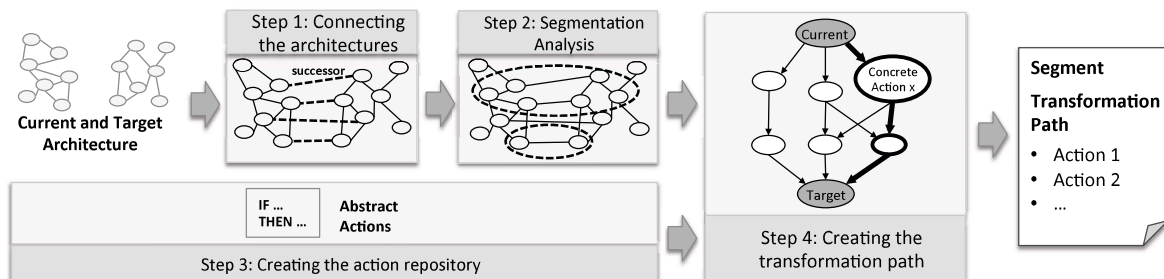 Current and Target
Architecture
Step 1: Connecting
the architectures
successor
Step 2: Segmentation
Analysis
IF ...
THEN ...
Abstract
Actions
Step 3: Creating the action repository
Current
Concrete
Action x
Target
Step 4: Creating the
transformation path
Segment
Transformation
Path
• Action 1
• Action 2
• ...